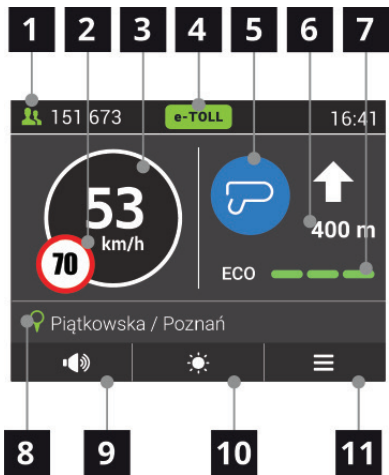 1 2 3 4 5 6 7
151 673 e-TOLL 16:41
53
km/h
70
400 m
ECO
Piątkowska / Poznań
8 9 10 11